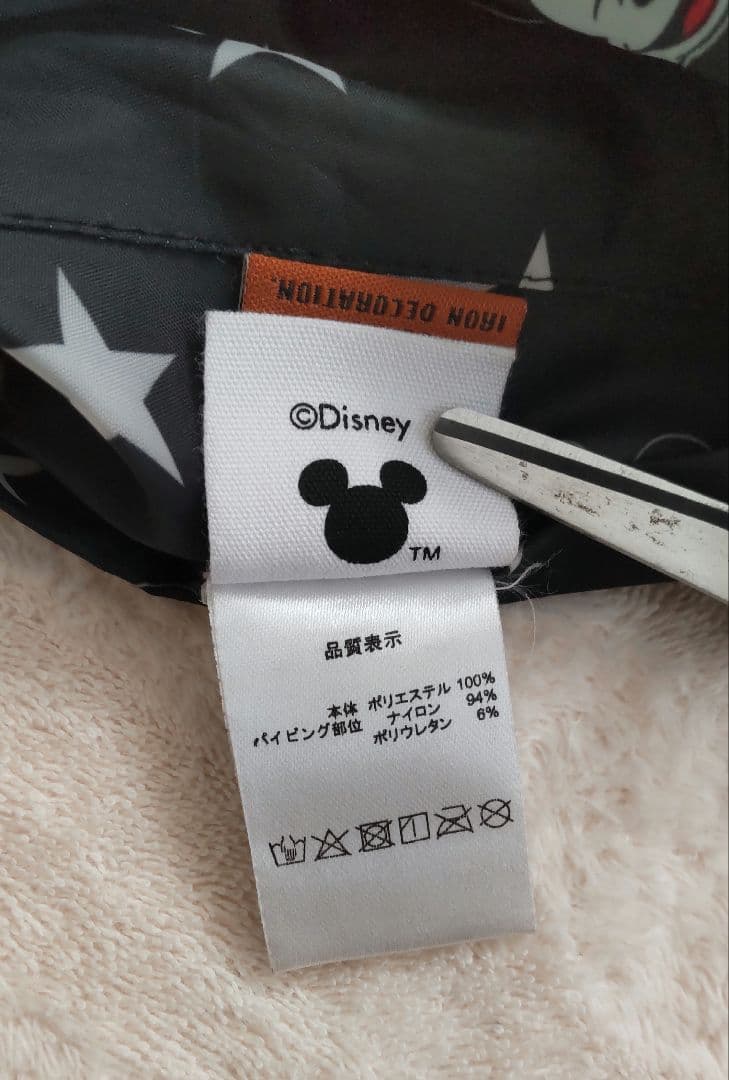 IRON DECORATION.
©Disney
TM
品質表示
本体 ポリエステル 100%
パイピング部位 ナイロン 94%
ポリウレタン 6%